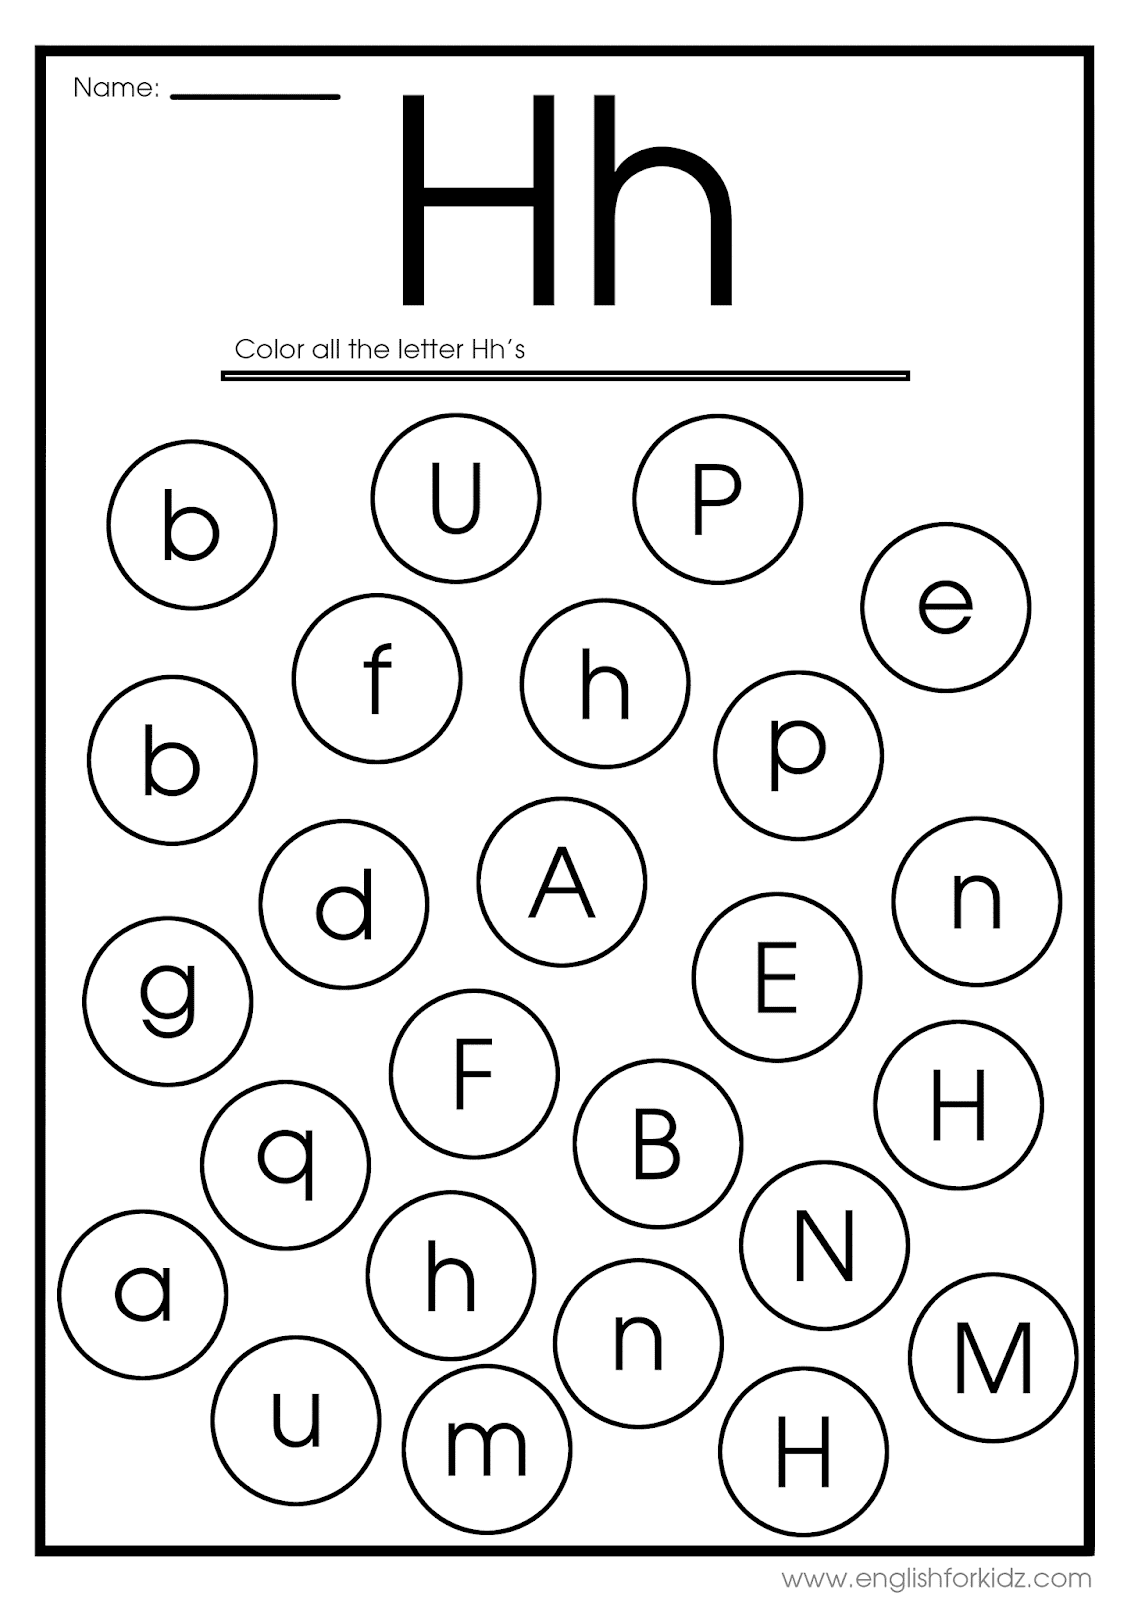 Name:
Hh
Color all the letter Hh's
b U P
e
f h
b p
d A n
g E
F H
q B
a h N
n M
u m H
www.englishforkidz.com